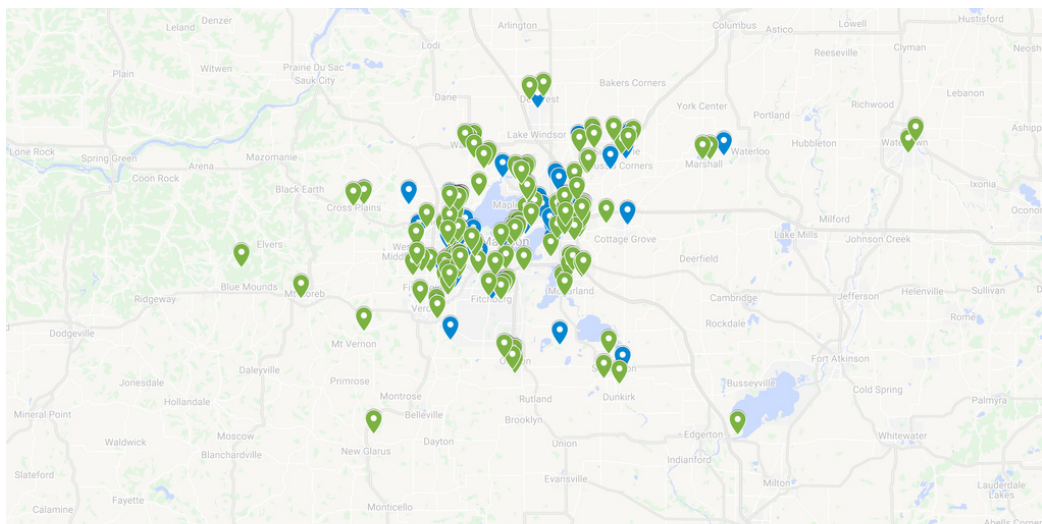 Leland
Denzer
Arlington
Columbus
Astico
Lowell
Hustisford
Lodi
Reeseville
Clyman
Plain
Witwen
Prairie Du Sac
Sauk City
Bakers Corners
Dane
York Center
Richwood
Lebanon
Portland
Lake Windsor
Hubbleton
Lone Rock
Spring Green
Mazomanie
Arena
Marshall
Waterloo
Ixonia
Coon Rock
Black Earth
Cross Plains
Milford
Elvers
Cottage Grove
Lake Mills
Johnson Creek
Deerfield
Blue Mounds
Ridgeway
Cambridge
Jefferson
Helenville
Sullivan
Fitchburg
Rome
Dodgeville
Rockdale
Mt Vernon
Fort Atkinson
Daleyville
Jonesdale
Primrose
Busseyville
Cold Spring
Hollandale
Montrose
Rutland
Dunkirk
Palmyra
Mineral Point
Belleville
Brooklyn
Moscow
Dayton
Edgerton
Whitewater
Waldwick
Blanchardville
New Glarus
Union
Indianford
Slateford
Evansville
Milton
Fayette
Lauderdale
Lakes
Calamine
Monticello